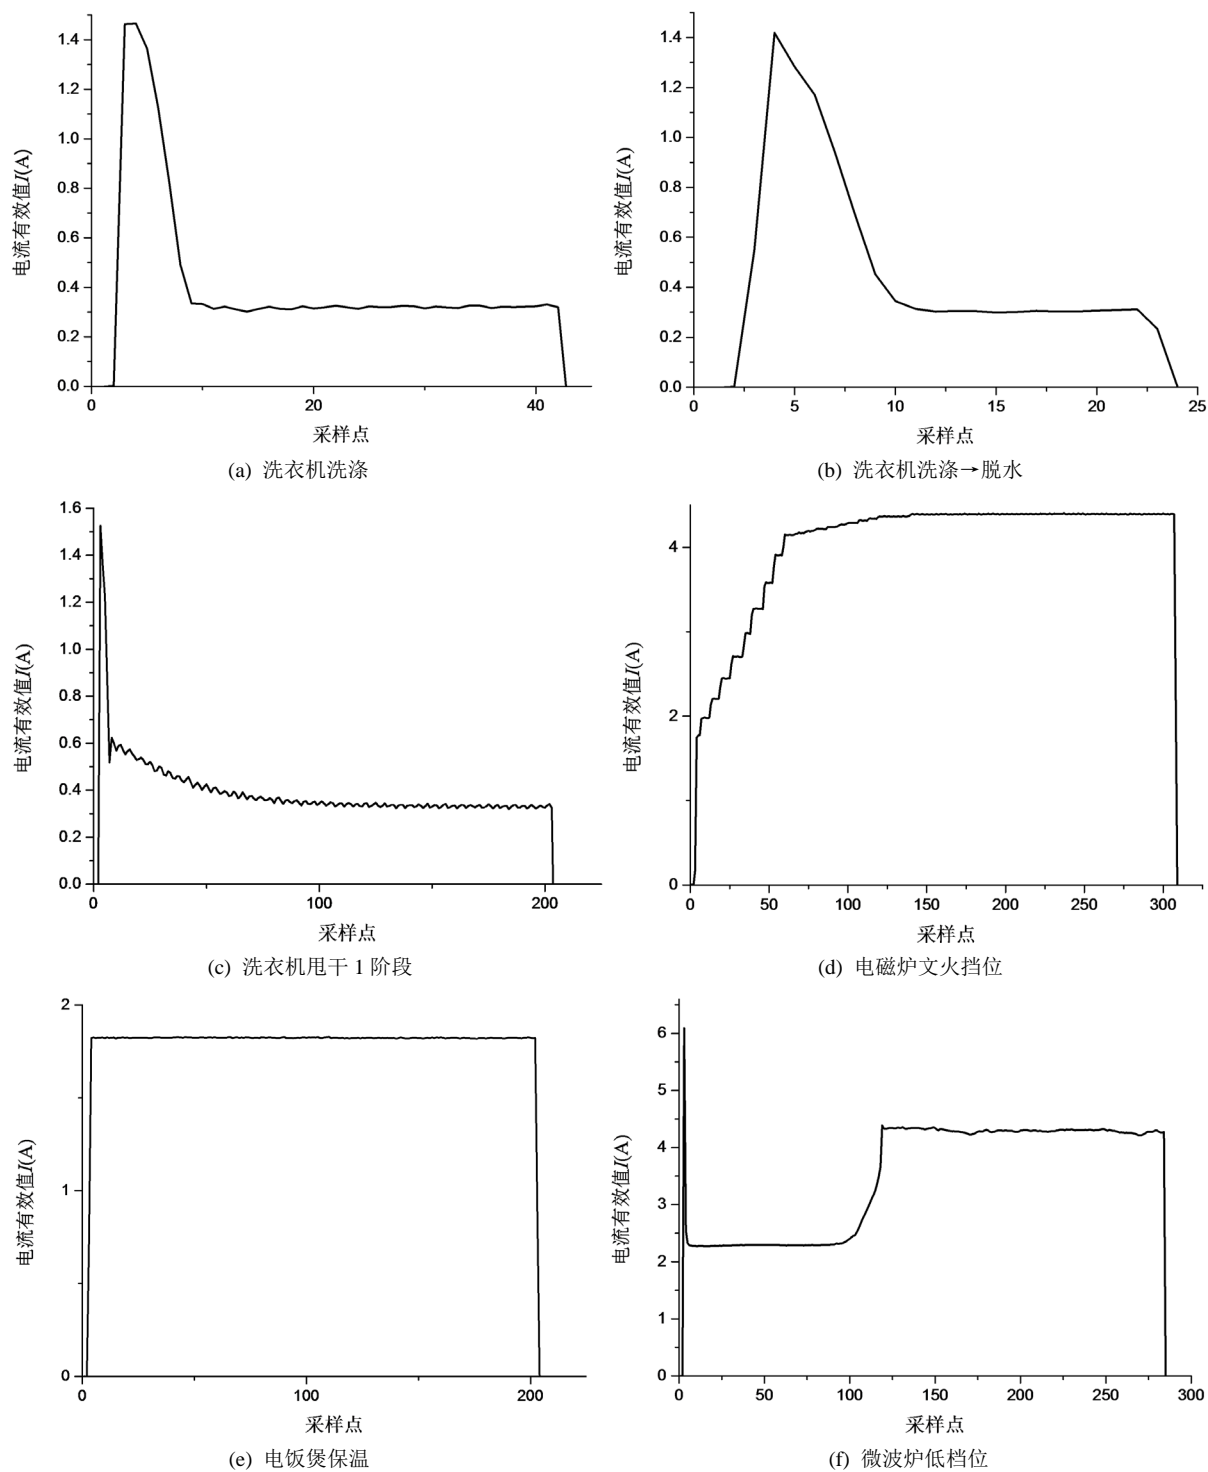 1.4
1.2
1.0
0.8
0.6
0.4
0.2
0.0
0 20 40
电流有效值I(A)
采样点
(a) 洗衣机洗涤
1.4
1.2
1.0
0.8
0.6
0.4
0.2
0.0
0 5 10 15 20 25
电流有效值I(A)
采样点
(b) 洗衣机洗涤→脱水
1.6
1.4
1.2
1.0
0.8
0.6
0.4
0.2
0.0
0 100 200
电流有效值I(A)
采样点
(c) 洗衣机甩干 1 阶段
4
2
0
0 50 100 150 200 250 300
电流有效值I(A)
采样点
(d) 电磁炉文火挡位
2
1
0
0 100 200
电流有效值I(A)
采样点
(e) 电饭煲保温
6
5
4
3
2
1
0
0 50 100 150 200 250 300
电流有效值I(A)
采样点
(f) 微波炉低档位